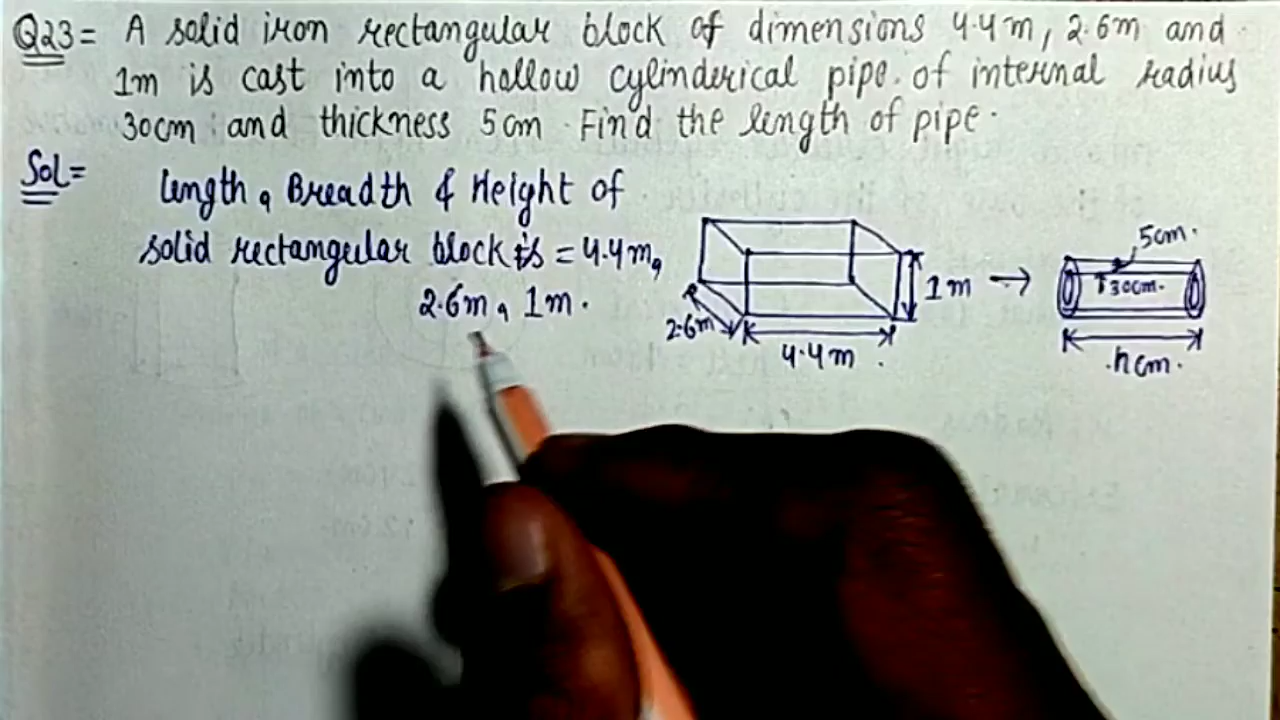 Q23= A solid iron rectangular block of dimensions 4.4m, 2.6m and
1m is cast into a hollow cylinderical pipe. of internal radius
30cm and thickness 5cm. Find the length of pipe.
Sol= Length, Breadth & Height of
solid rectangular block is = 4.4m,
2.6m, 1m.
5cm.
30cm.
1m →
2.6m
4.4m.
hcm.